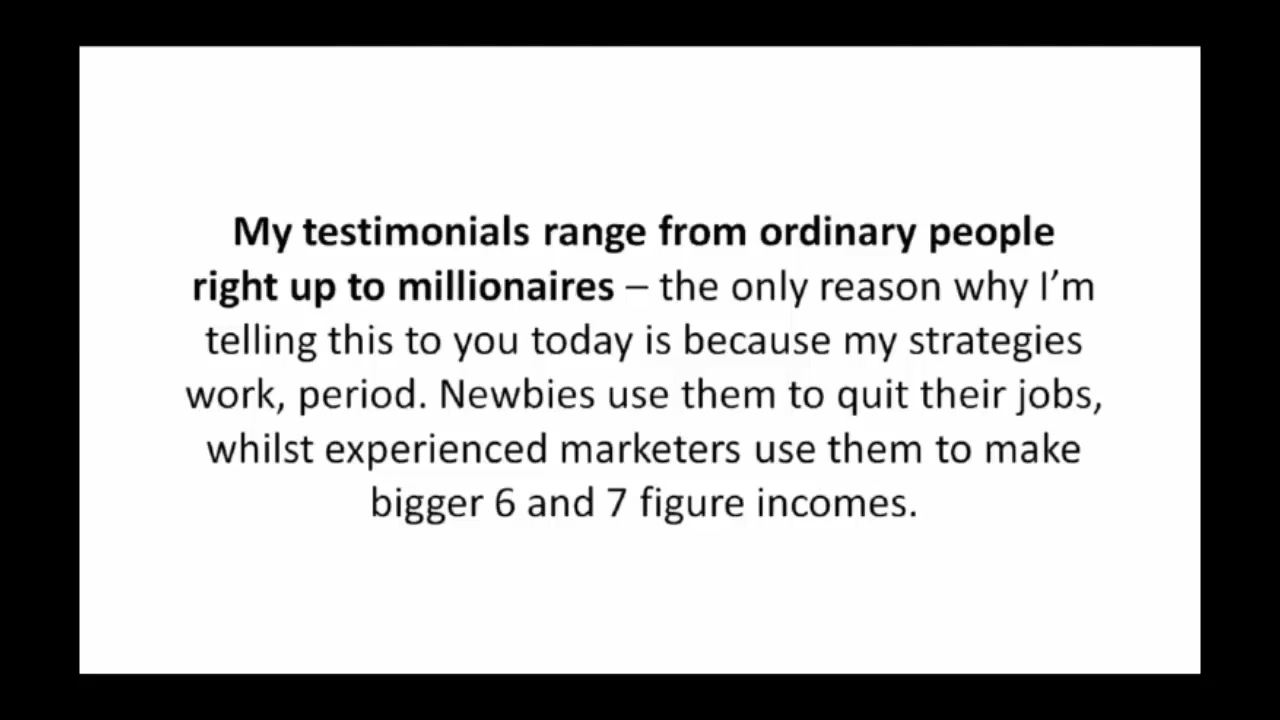 My testimonials range from ordinary people
right up to millionaires – the only reason why I’m
telling this to you today is because my strategies
work, period. Newbies use them to quit their jobs,
whilst experienced marketers use them to make
bigger 6 and 7 figure incomes.